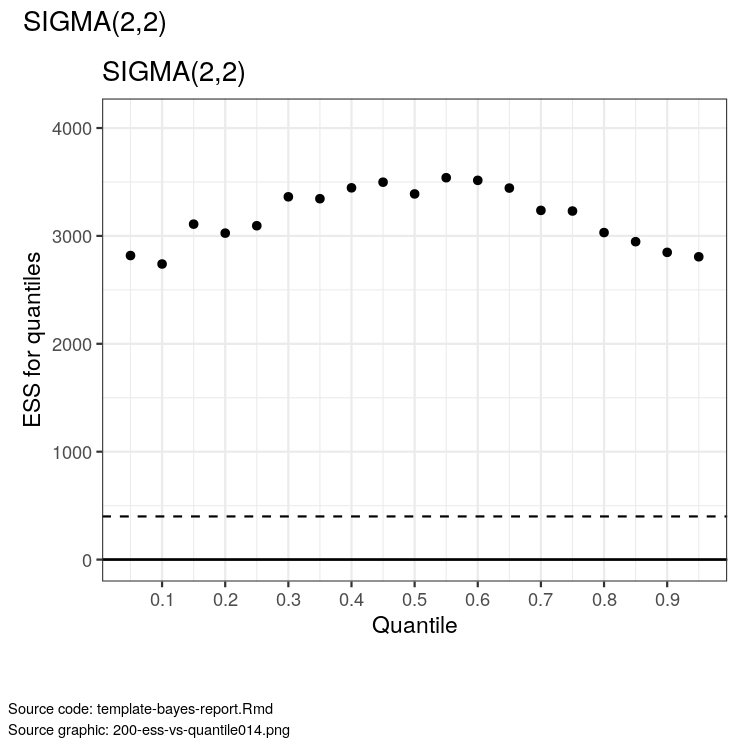 SIGMA(2,2)
SIGMA(2,2)
4000
3000
2000
1000
0
ESS for quantiles
0.1 0.2 0.3 0.4 0.5 0.6 0.7 0.8 0.9
Quantile
Source code: template-bayes-report.Rmd
Source graphic: 200-ess-vs-quantile014.png